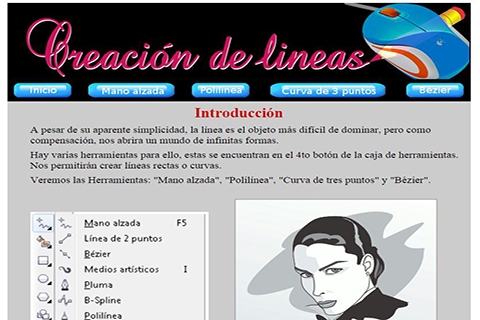 Creación de lineas
Inicio
Mano alzada
Polilínea
Curva de 3 puntos
Bézier
Introducción
A pesar de su aparente simplicidad, la línea es el objeto más difícil de dominar, pero como
compensación, nos abrira un mundo de infinitas formas.
Hay varias herramientas para ello, estas se encuentran en el 4to botón de la caja de herramientas.
Nos permitirán crear líneas rectas o curvas.
Veremos las Herramientas: "Mano alzada", "Polilínea", "Curva de tres puntos" y "Bézier".
Mano alzada F5
Línea de 2 puntos
Bézier
Medios artísticos I
Pluma
B-Spline
Polilínea